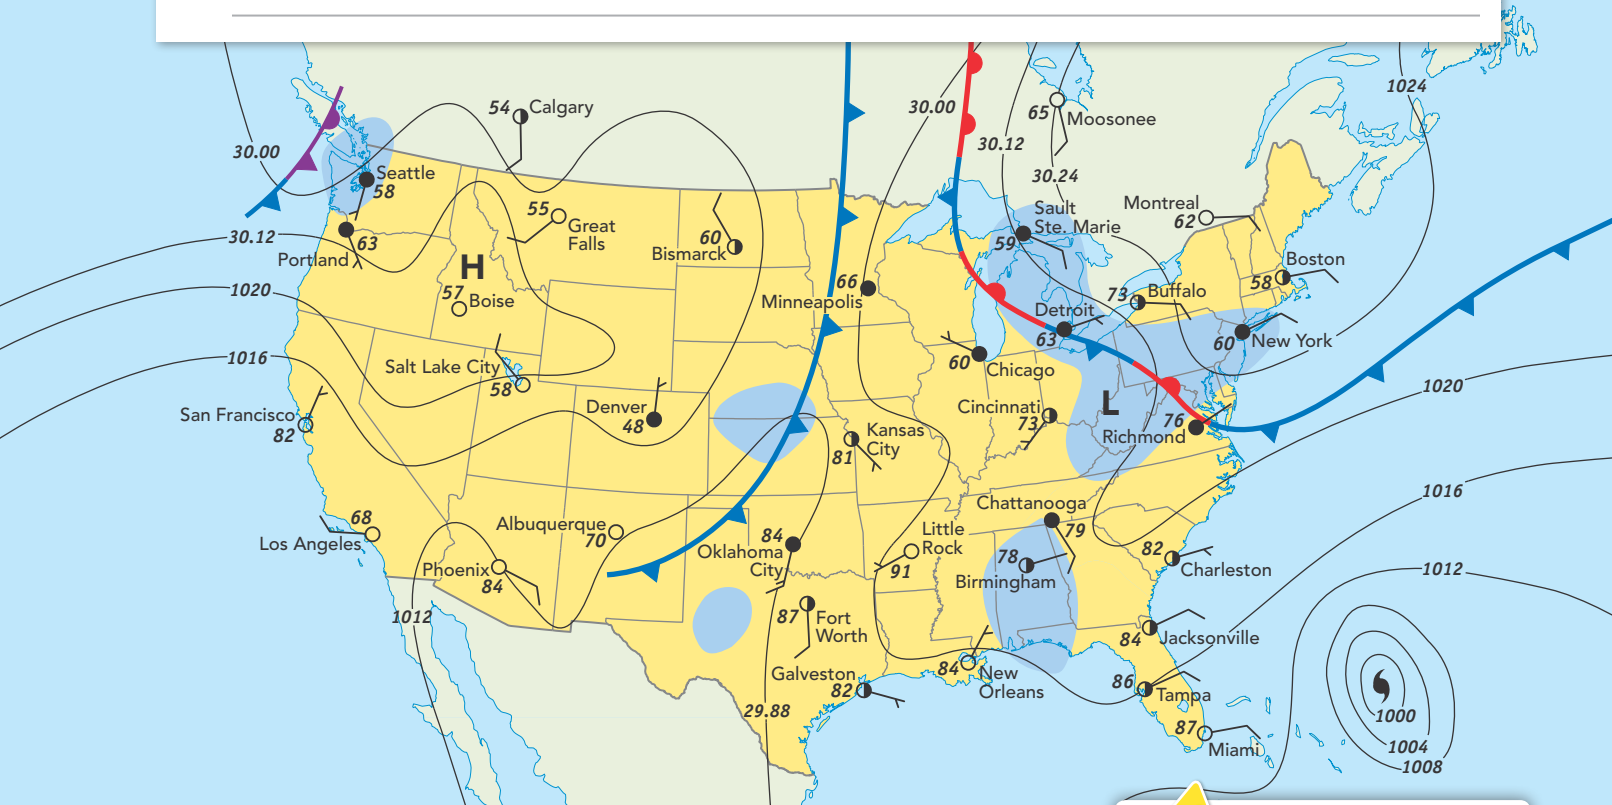 1024
54
Calgary
30.00
65
Moosonee
30.12
30.00
30.24
Seattle
58
55
Great
Falls
60
Bismarck
Sault
Ste. Marie
59
Montreal
62
30.12
63
Portland
H
57
Boise
1020
66
Minneapolis
73
Buffalo
Boston
58
Detroit
63
60
New York
1016
Salt Lake City
58
60
Chicago
1020
San Francisco
82
Denver
48
Kansas
City
81
Cincinnati
73
L
76
Richmond
1016
68
Los Angeles
Albuquerque
70
84
Oklahoma
City
Little
Rock
91
Chattanooga
79
78
Birmingham
82
Charleston
Phoenix
84
1012
1012
87
Fort
Worth
84
Jacksonville
Galveston
82
84
New
Orleans
86
Tampa
29.88
87
Miami
1000
1004
1008